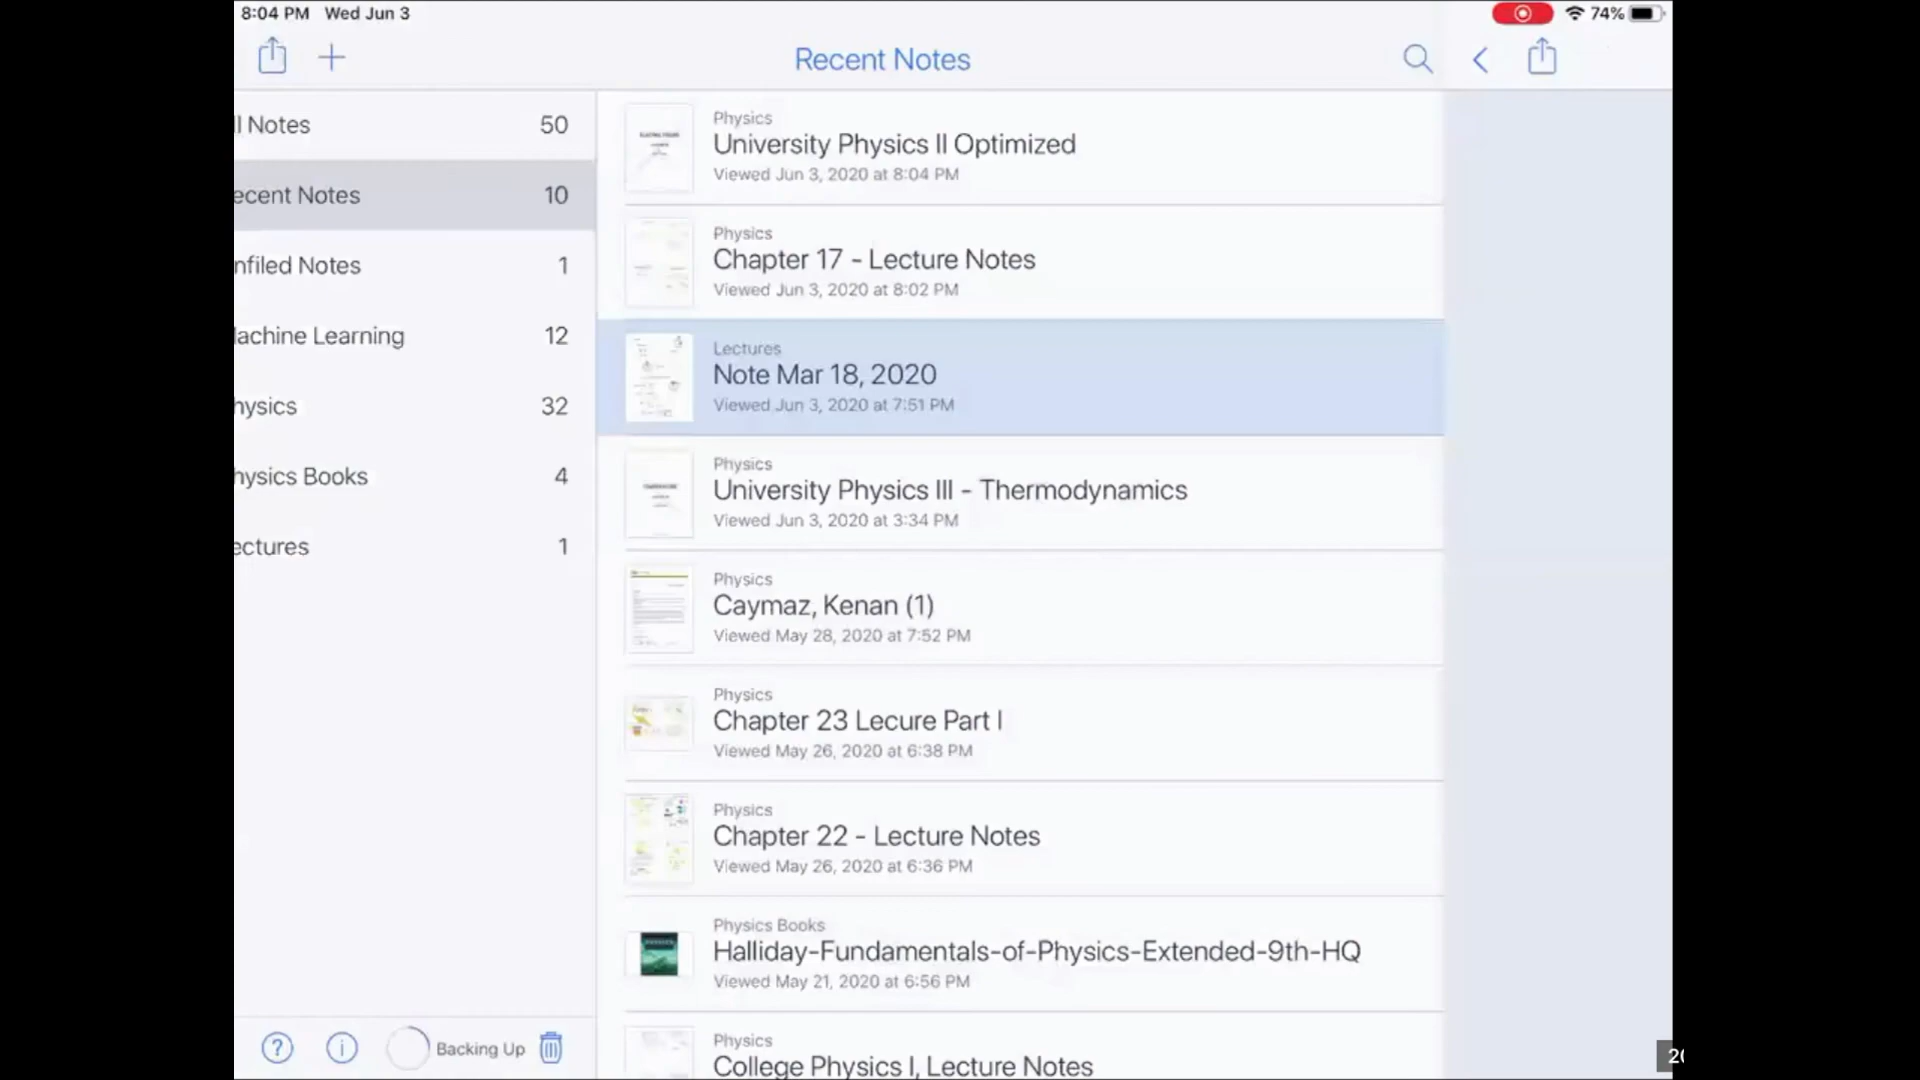 8:04 PM Wed Jun 3
74%
Recent Notes
ll Notes 50
ecent Notes 10
nfiled Notes 1
achine Learning 12
hysics 32
hysics Books 4
ectures 1
Backing Up
Physics
University Physics II Optimized
Viewed Jun 3, 2020 at 8:04 PM
Physics
Chapter 17 - Lecture Notes
Viewed Jun 3, 2020 at 8:02 PM
Lectures
Note Mar 18, 2020
Viewed Jun 3, 2020 at 7:51 PM
Physics
University Physics III - Thermodynamics
Viewed Jun 3, 2020 at 3:34 PM
Physics
Caymaz, Kenan (1)
Viewed May 28, 2020 at 7:52 PM
Physics
Chapter 23 Lecure Part I
Viewed May 26, 2020 at 6:38 PM
Physics
Chapter 22 - Lecture Notes
Viewed May 26, 2020 at 6:36 PM
Physics Books
Halliday-Fundamentals-of-Physics-Extended-9th-HQ
Viewed May 21, 2020 at 6:56 PM
Physics
College Physics I, Lecture Notes